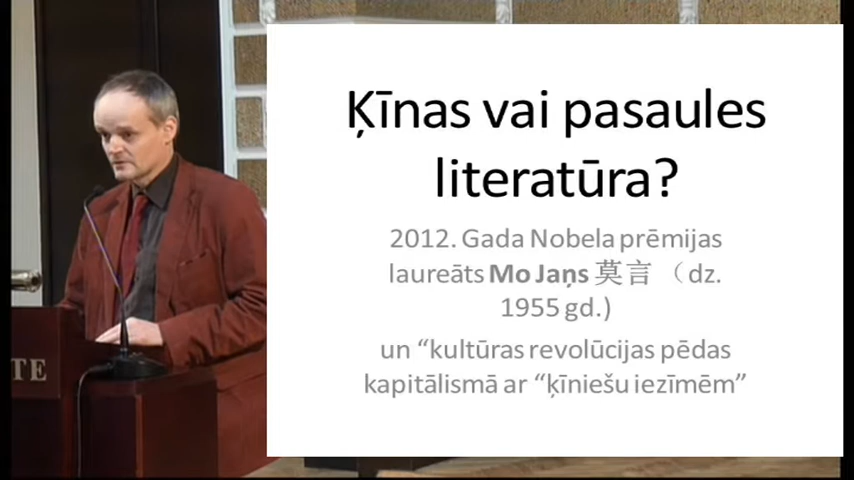 Ķīnas vai pasaules
literatūra?
2012. Gada Nobela prēmijas
laureāts Mo Jaņs 莫言 （dz.
1955 gd.)
un “kultūras revolūcijas pēdas
kapitālismā ar “ķīniešu iezīmēm”
TE